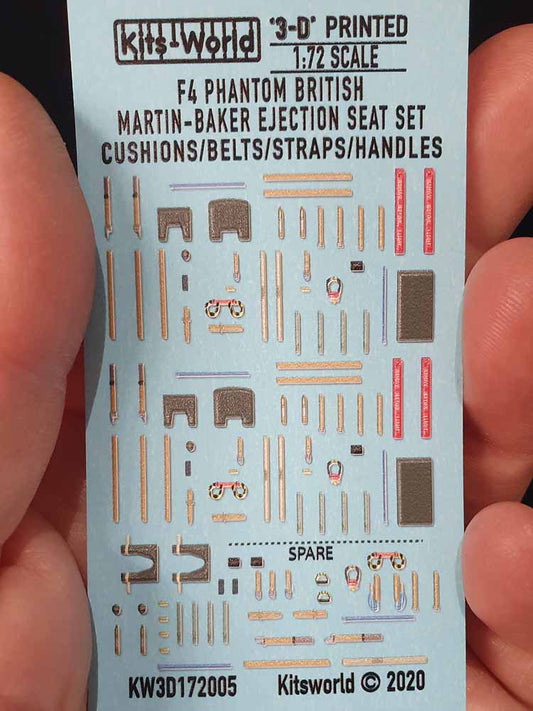 Kits-World
"3-D" PRINTED
1:72 SCALE
F4 PHANTOM BRITISH
MARTIN-BAKER EJECTION SEAT SET
CUSHIONS/BELTS/STRAPS/HANDLES
SPARE
KW3D172005
Kitsworld © 2020